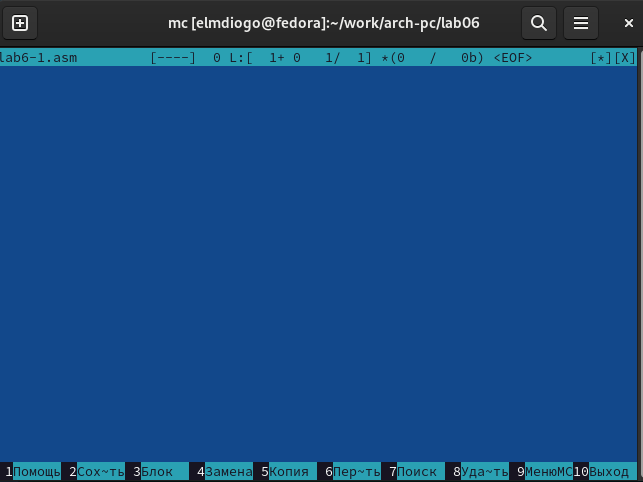 mc [elmdiogo@fedora]:~/work/arch-pc/lab06
lab6-1.asm [----] 0 L:[ 1+ 0 1/ 1] *(0 / 0b) <EOF> [*][X]
1Помощь 2Сох~ть 3Блок 4Замена 5Копия 6Пер~ть 7Поиск 8Уда~ть 9МенюMC 10Выход